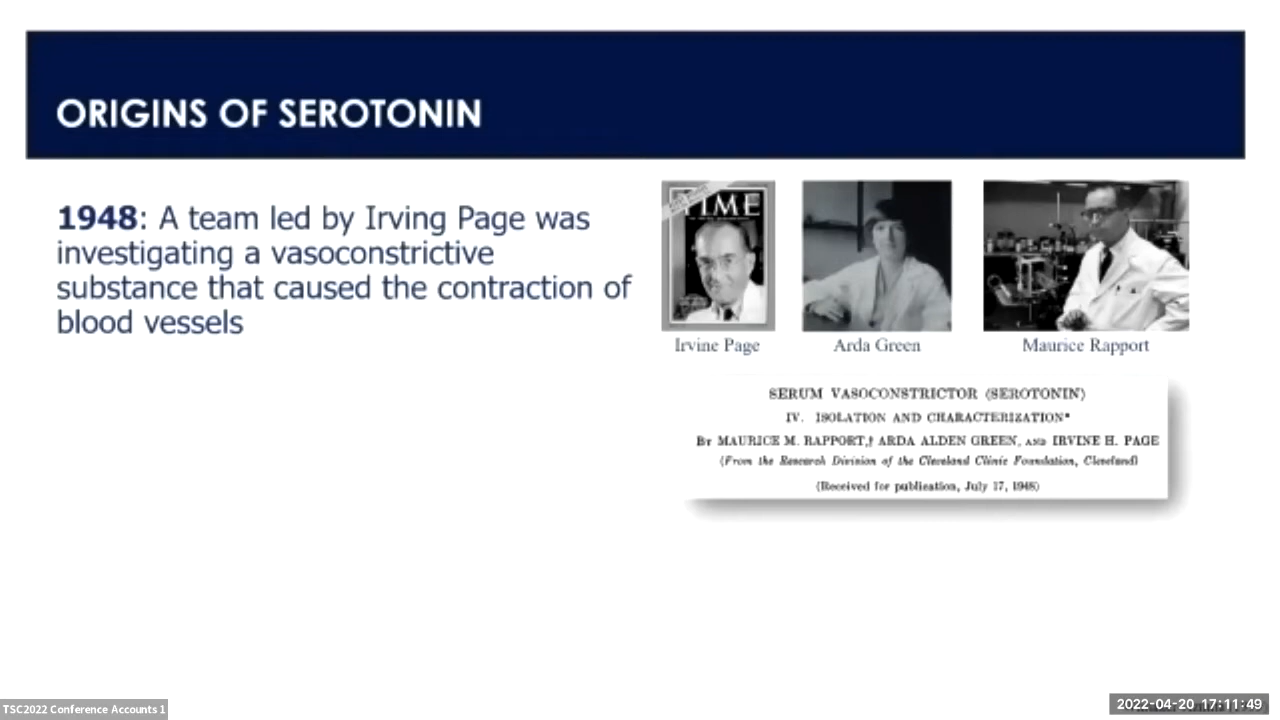 ORIGINS OF SEROTONIN
1948: A team led by Irving Page was
investigating a vasoconstrictive
substance that caused the contraction of
blood vessels
TIME
Irvine Page
Arda Green
Maurice Rapport
SERUM VASOCONSTRICTOR (SEROTONIN)
IV. ISOLATION AND CHARACTERIZATION*
By MAURICE M. RAPPORT,† ARDA ALDEN GREEN, AND IRVINE H. PAGE
(From the Research Division of the Cleveland Clinic Foundation, Cleveland)
(Received for publication, July 17, 1948)
TSC2022 Conference Accounts 1
2022-04-20 17:11:49